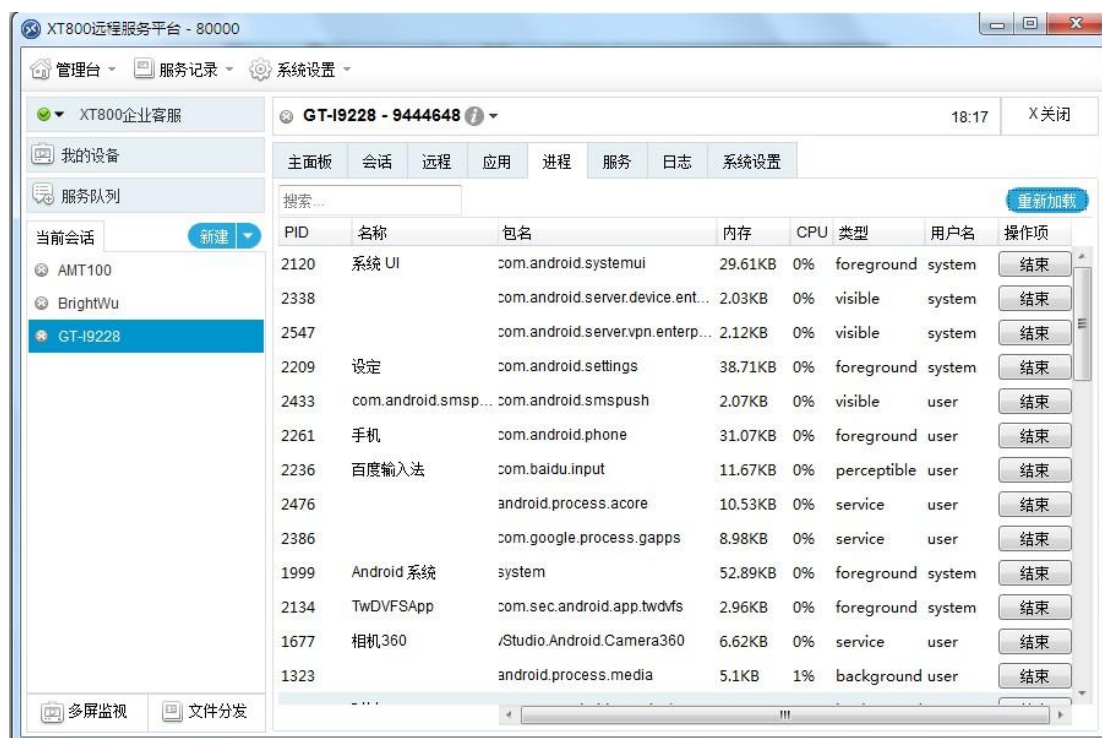 XT800远程服务平台 - 80000
管理台 服务记录 系统设置
XT800企业客服
我的设备
服务队列
当前会话 新建
AMT100
BrightWu
GT-I9228
多屏监视 文件分发
GT-I9228 - 9444648 18:17 X关闭
主面板 会话 远程 应用 进程 服务 日志 系统设置
搜索... 重新加载
PID 名称 包名 内存 CPU 类型 用户名 操作项
2120 系统 UI com.android.systemui 29.61KB 0% foreground system 结束
2338 com.android.server.device.ent... 2.03KB 0% visible system 结束
2547 com.android.server.vpn.enterp... 2.12KB 0% visible system 结束
2209 设定 com.android.settings 38.71KB 0% foreground system 结束
2433 com.android.smsp... com.android.smspush 2.07KB 0% visible user 结束
2261 手机 com.android.phone 31.07KB 0% foreground user 结束
2236 百度输入法 com.baidu.input 11.67KB 0% perceptible user 结束
2476 android.process.acore 10.53KB 0% service user 结束
2386 com.google.process.gapps 8.98KB 0% service user 结束
1999 Android 系统 system 52.89KB 0% foreground system 结束
2134 TwDVFSApp com.sec.android.app.twdvfs 2.96KB 0% foreground system 结束
1677 相机360 Studio.Android.Camera360 6.62KB 0% service user 结束
1323 android.process.media 5.1KB 1% background user 结束